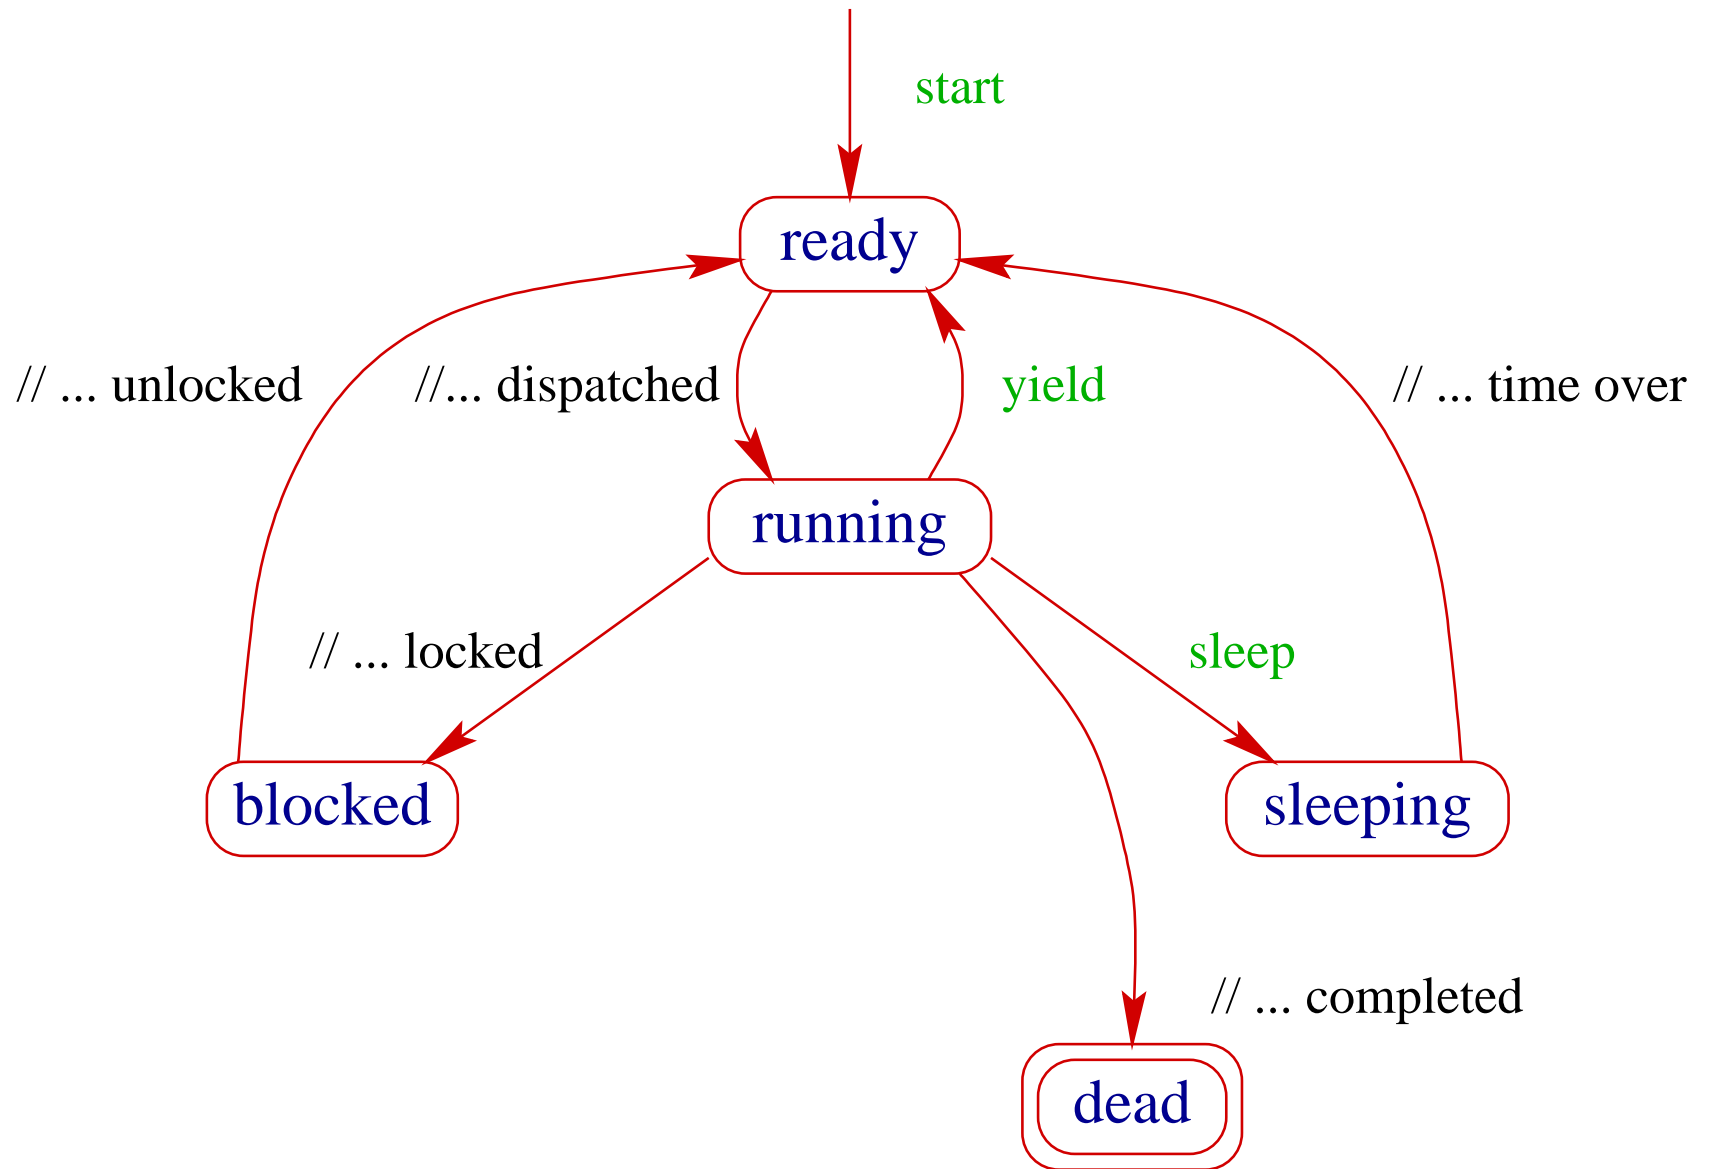 start
ready
// ... unlocked
//... dispatched
yield
// ... time over
running
// ... locked
sleep
blocked
sleeping
// ... completed
dead